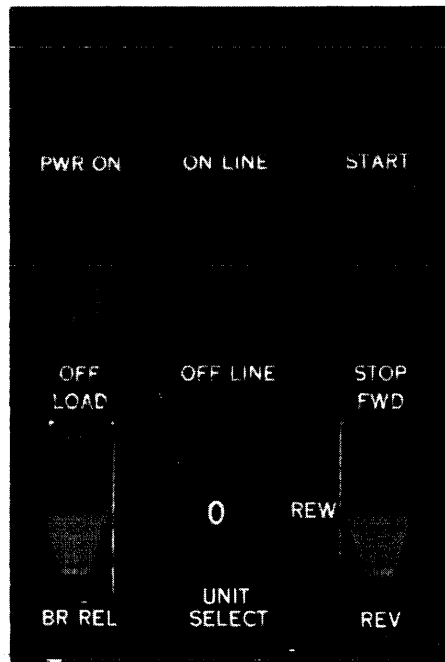 PWR ON ON LINE START
OFF OFF LINE STOP
LOAD FWD
0 REW
UNIT
BR REL SELECT REV